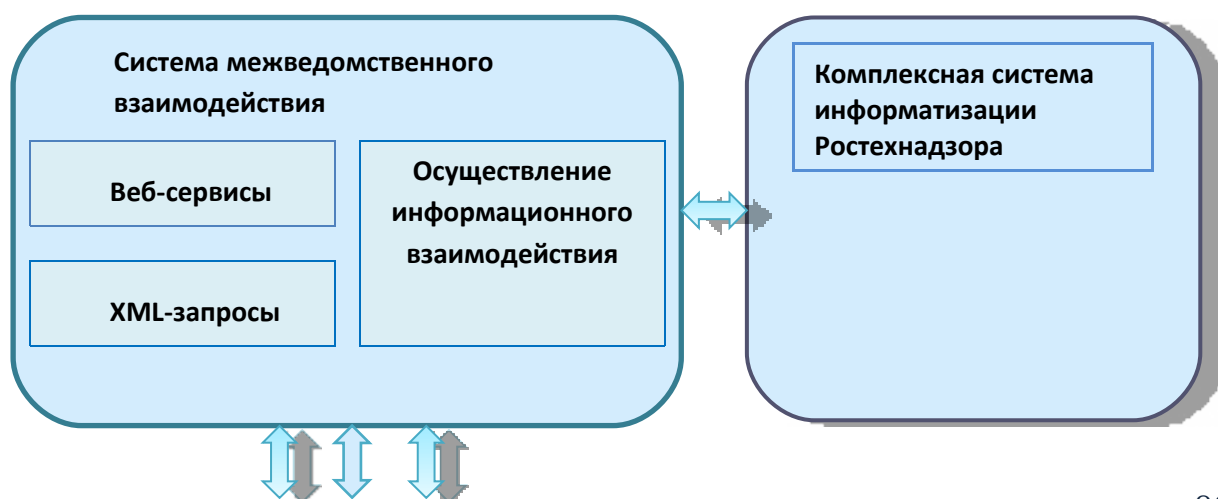 Система межведомственного
взаимодействия
Веб-сервисы
XML-запросы
Осуществление
информационного
взаимодействия
Комплексная система
информатизации
Ростехнадзора